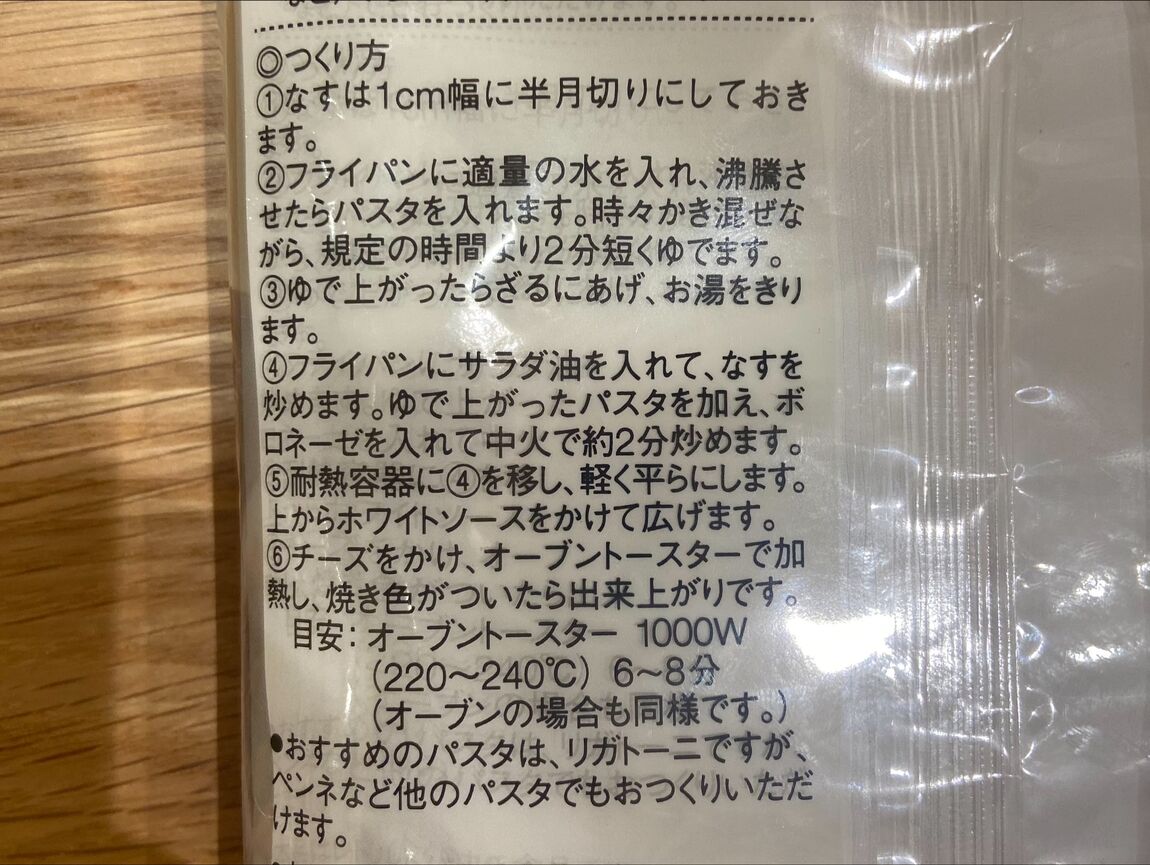 ◎つくり方
①なすは1cm幅に半月切りにしておき
ます。
②フライパンに適量の水を入れ、沸騰さ
せたらパスタを入れます。時々かき混ぜな
がら、規定の時間より2分短くゆでます。
③ゆで上がったらざるにあげ、お湯をきり
ます。
④フライパンにサラダ油を入れて、なすを
炒めます。ゆで上がったパスタを加え、ボ
ロネーゼを入れて中火で約2分炒めます。
⑤耐熱容器に④を移し、軽く平らにします。
上からホワイトソースをかけて広げます。
⑥チーズをかけ、オーブントースターで加
熱し、焼き色がついたら出来上がりです。
目安：オーブントースター 1000W
（220〜240℃）6〜8分
（オーブンの場合も同様です。）
●おすすめのパスタは、リガトーニですが、
ペンネなど他のパスタでもおつくりいただ
けます。